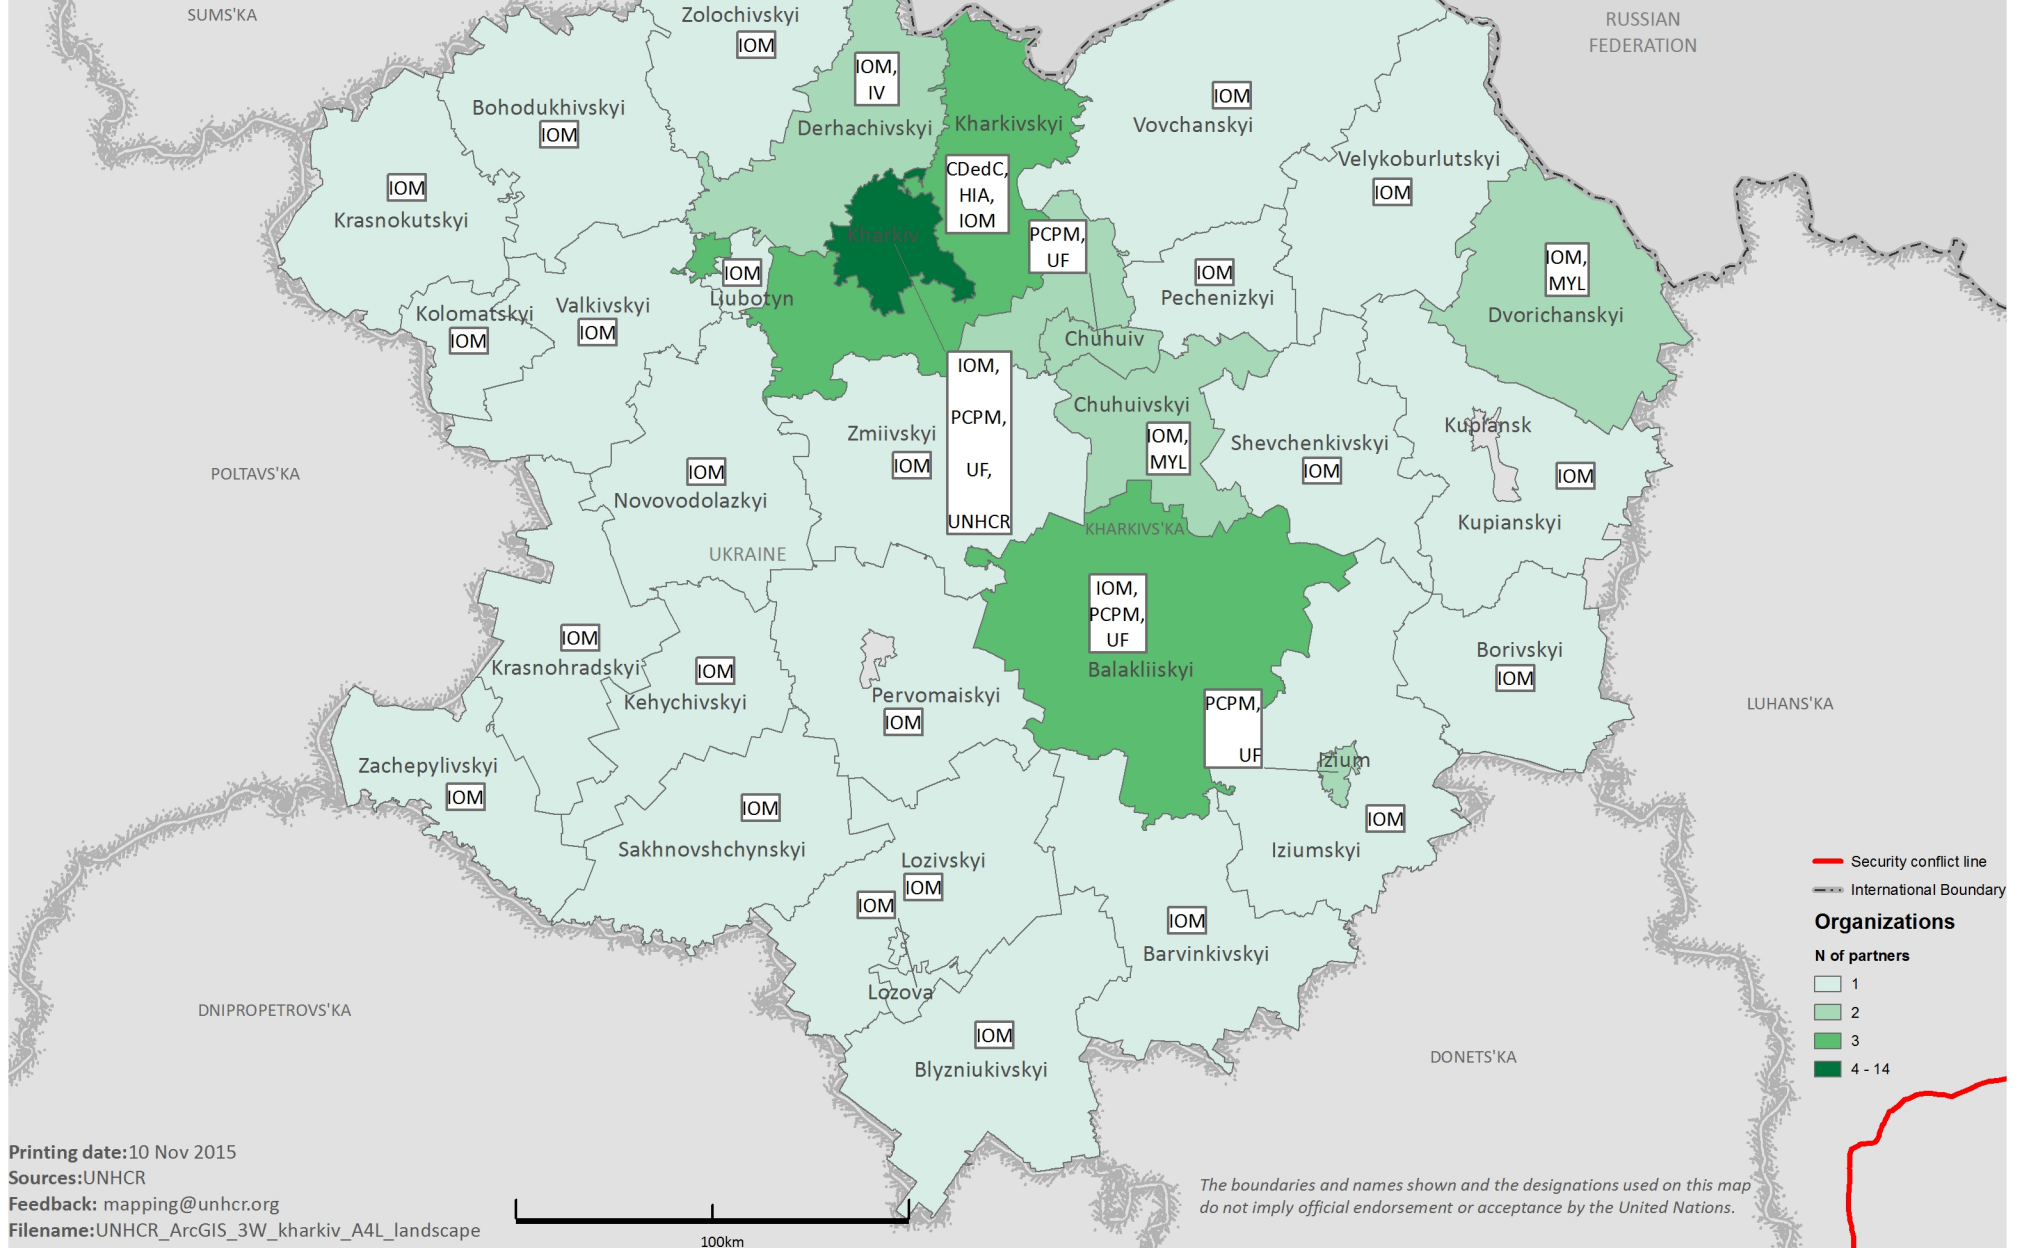 SUMS'KA
Zolochivskyi
IOM
RUSSIAN
FEDERATION
IOM,
IV
Derhachivskyi
Kharkivskyi
CDedC,
HIA,
IOM
IOM
Vovchanskyi
Bohodukhivskyi
IOM
Velykoburlutskyi
IOM
IOM
Krasnokutskyi
Kharkiv
PCPM,
UF
IOM
Liubotyn
IOM
Pechenizkyi
IOM,
MYL
Dvorichanskyi
Kolomatskyi
IOM
Valkivskyi
IOM
Chuhuiv
IOM,
PCPM,
UF,
UNHCR
Chuhuivskyi
IOM,
MYL
Zmiivskyi
IOM
Shevchenkivskyi
IOM
Kupiansk
IOM
Kupianskyi
POLTAVS'KA
IOM
Novovodolazkyi
UKRAINE
KHARKIVS'KA
IOM,
PCPM,
UF
Balakliiskyi
IOM
Krasnohradskyi
IOM
Kehychivskyi
Pervomaiskyi
IOM
Borivskyi
IOM
LUHANS'KA
PCPM,
UF
Izium
IOM
Iziumskyi
Zachepylivskyi
IOM
IOM
Sakhnovshchynskyi
Lozivskyi
IOM
IOM
Lozova
IOM
Barvinkivskyi
IOM
Blyzniukivskyi
DNIPROPETROVS'KA
DONETS'KA
Security conflict line
International Boundary
Organizations
N of partners
1
2
3
4 - 14
Printing date:10 Nov 2015
Sources:UNHCR
Feedback: mapping@unhcr.org
Filename:UNHCR_ArcGIS_3W_kharkiv_A4L_landscape
100km
The boundaries and names shown and the designations used on this map
do not imply official endorsement or acceptance by the United Nations.